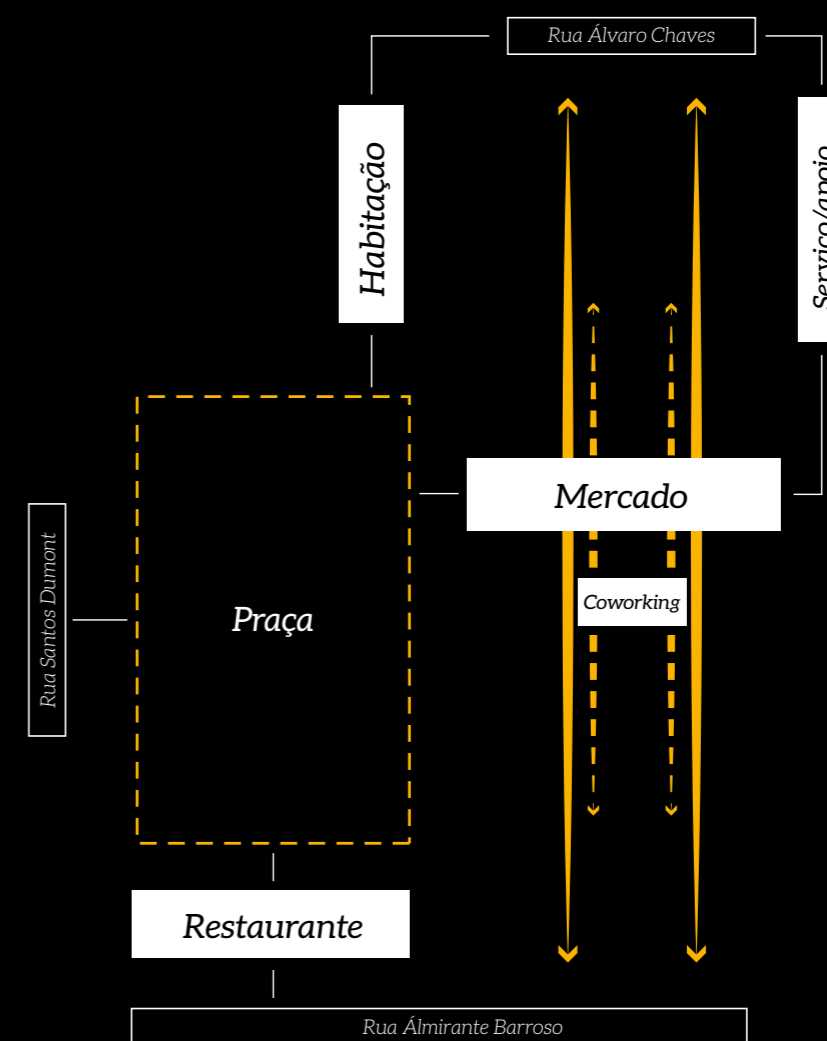 Rua Álvaro Chaves
Habitação
Serviço/apoio
Mercado
Coworking
Rua Santos Dumont
Praça
Restaurante
Rua Álmirante Barroso